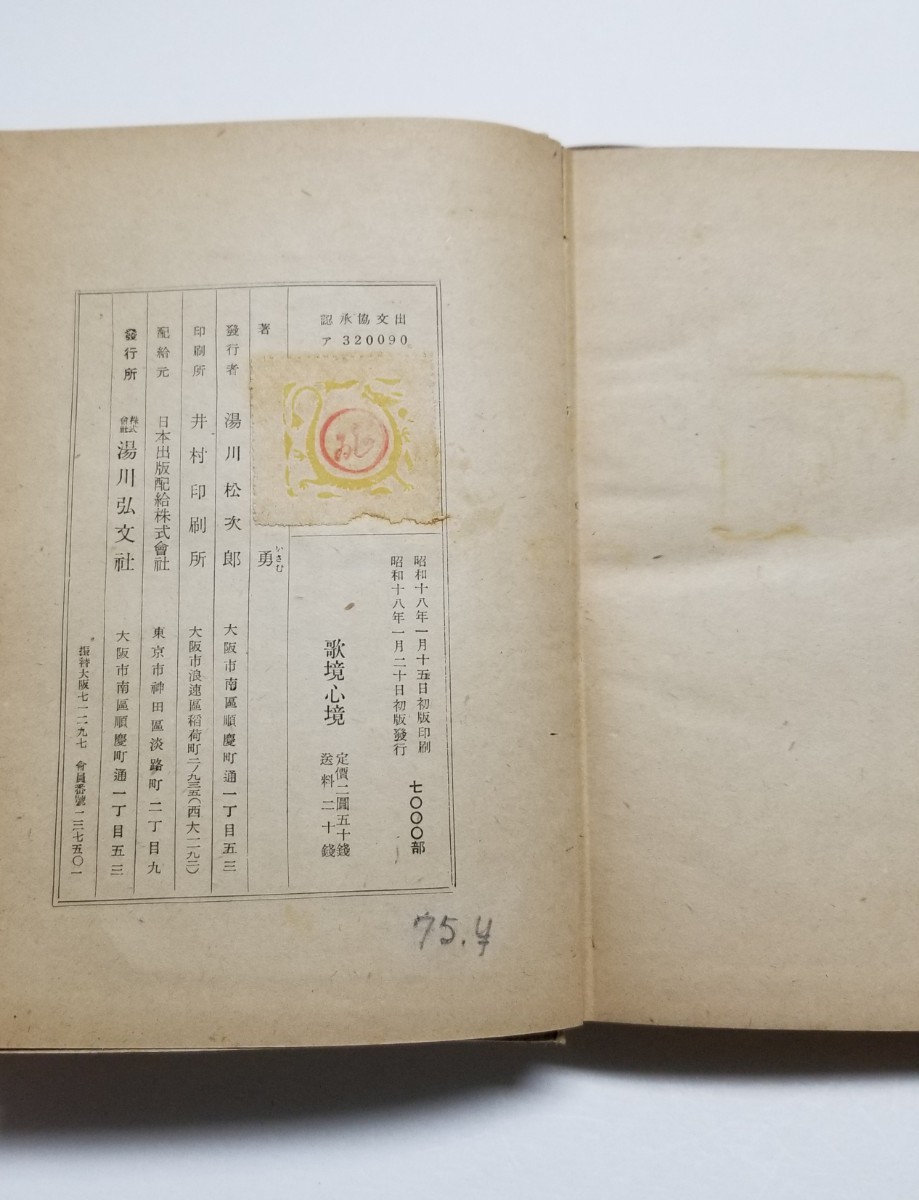 出文協承認
ア 320090
昭和十八年一月十五日初版印刷
昭和十八年一月二十日初版發行
七〇〇〇部
歌境心境
定價二圓五十錢
送料二十錢
著
勇
いさむ
發行者 湯川松次郎 大阪市南區順慶町通一丁目五三
印刷所 井村印刷所 大阪市浪速區稻荷町二ノ九三五(西大一九二)
配給元 日本出版配給株式會社 東京市神田區淡路町二丁目九
發行所 株式會社 湯川弘文社 大阪市南區順慶町通一丁目五三
振替大阪七一二九七 會員番號一三七五〇一
75.4